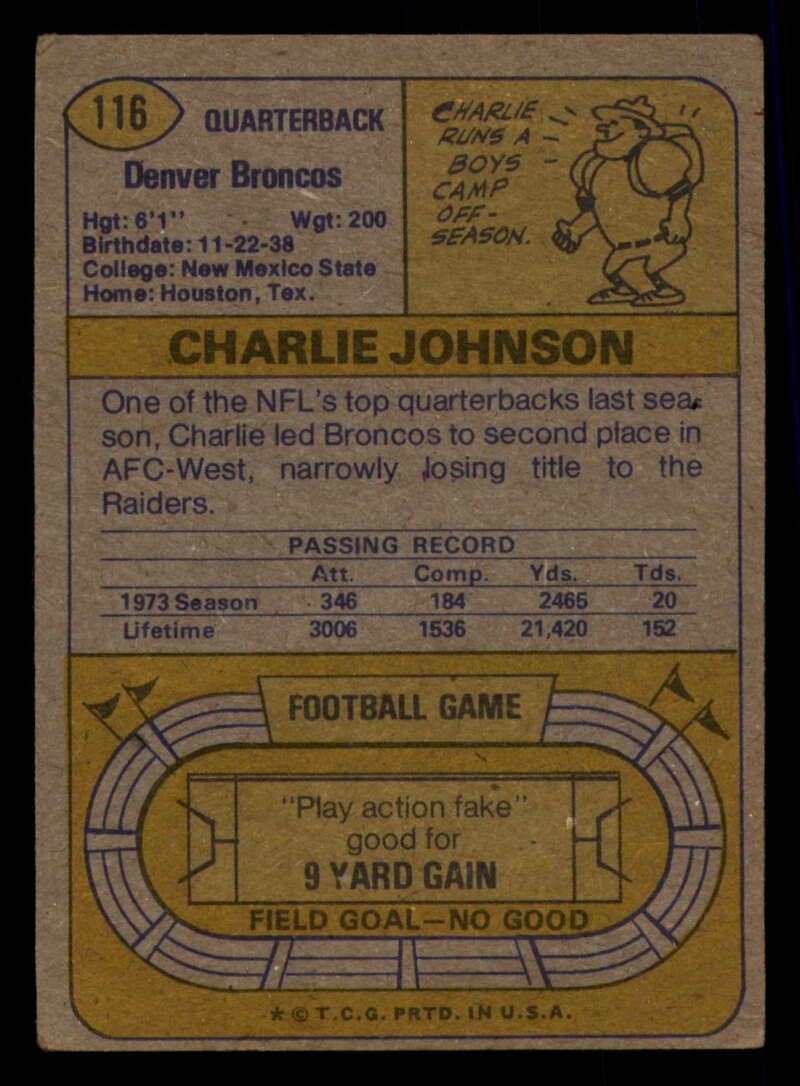 116
QUARTERBACK
Denver Broncos
Hgt: 6'1" Wgt: 200
Birthdate: 11-22-38
College: New Mexico State
Home: Houston, Tex.
CHARLIE
RUNS A
BOYS
CAMP
OFF-
SEASON.
CHARLIE JOHNSON
One of the NFL's top quarterbacks last sea-
son, Charlie led Broncos to second place in
AFC-West, narrowly losing title to the
Raiders.
PASSING RECORD
Att. Comp. Yds. Tds.
1973 Season 346 184 2465 20
Lifetime 3006 1536 21,420 152
FOOTBALL GAME
"Play action fake"
good for
9 YARD GAIN
FIELD GOAL—NO GOOD
* © T.C.G. PRTD. IN U.S.A.